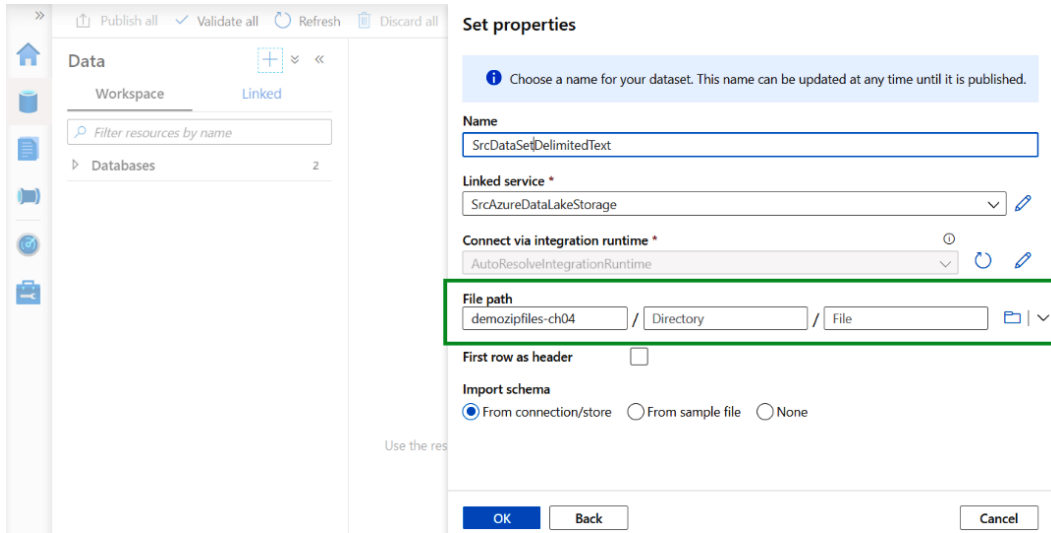 Publish all Validate all Refresh Discard all
Data
Workspace Linked
Filter resources by name
Databases 2
Use the res
Set properties
Choose a name for your dataset. This name can be updated at any time until it is published.
Name
SrcDataSetDelimitedText
Linked service *
SrcAzureDataLakeStorage
Connect via integration runtime *
AutoResolveIntegrationRuntime
File path
demozipfiles-ch04 / Directory / File
First row as header
Import schema
From connection/store From sample file None
OK Back Cancel